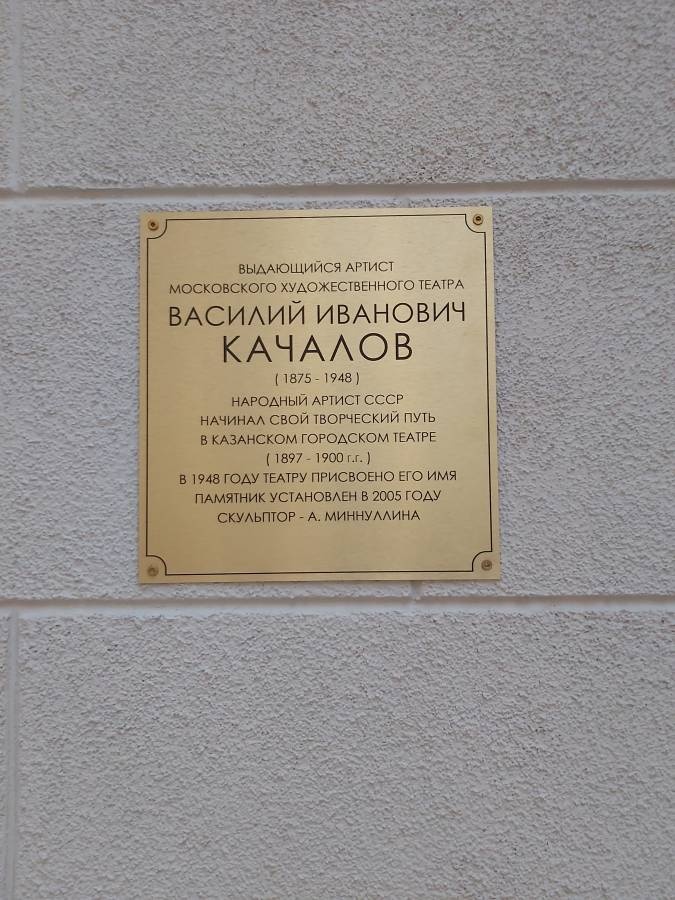 ВЫДАЮЩИЙСЯ АРТИСТ
МОСКОВСКОГО ХУДОЖЕСТВЕННОГО ТЕАТРА
ВАСИЛИЙ ИВАНОВИЧ
КАЧАЛОВ
( 1875 - 1948 )
НАРОДНЫЙ АРТИСТ СССР
НАЧИНАЛ СВОЙ ТВОРЧЕСКИЙ ПУТЬ
В КАЗАНСКОМ ГОРОДСКОМ ТЕАТРЕ
( 1897 - 1900 г.г. )
В 1948 ГОДУ ТЕАТРУ ПРИСВОЕНО ЕГО ИМЯ
ПАМЯТНИК УСТАНОВЛЕН В 2005 ГОДУ
СКУЛЬПТОР - А. МИННУЛЛИНА